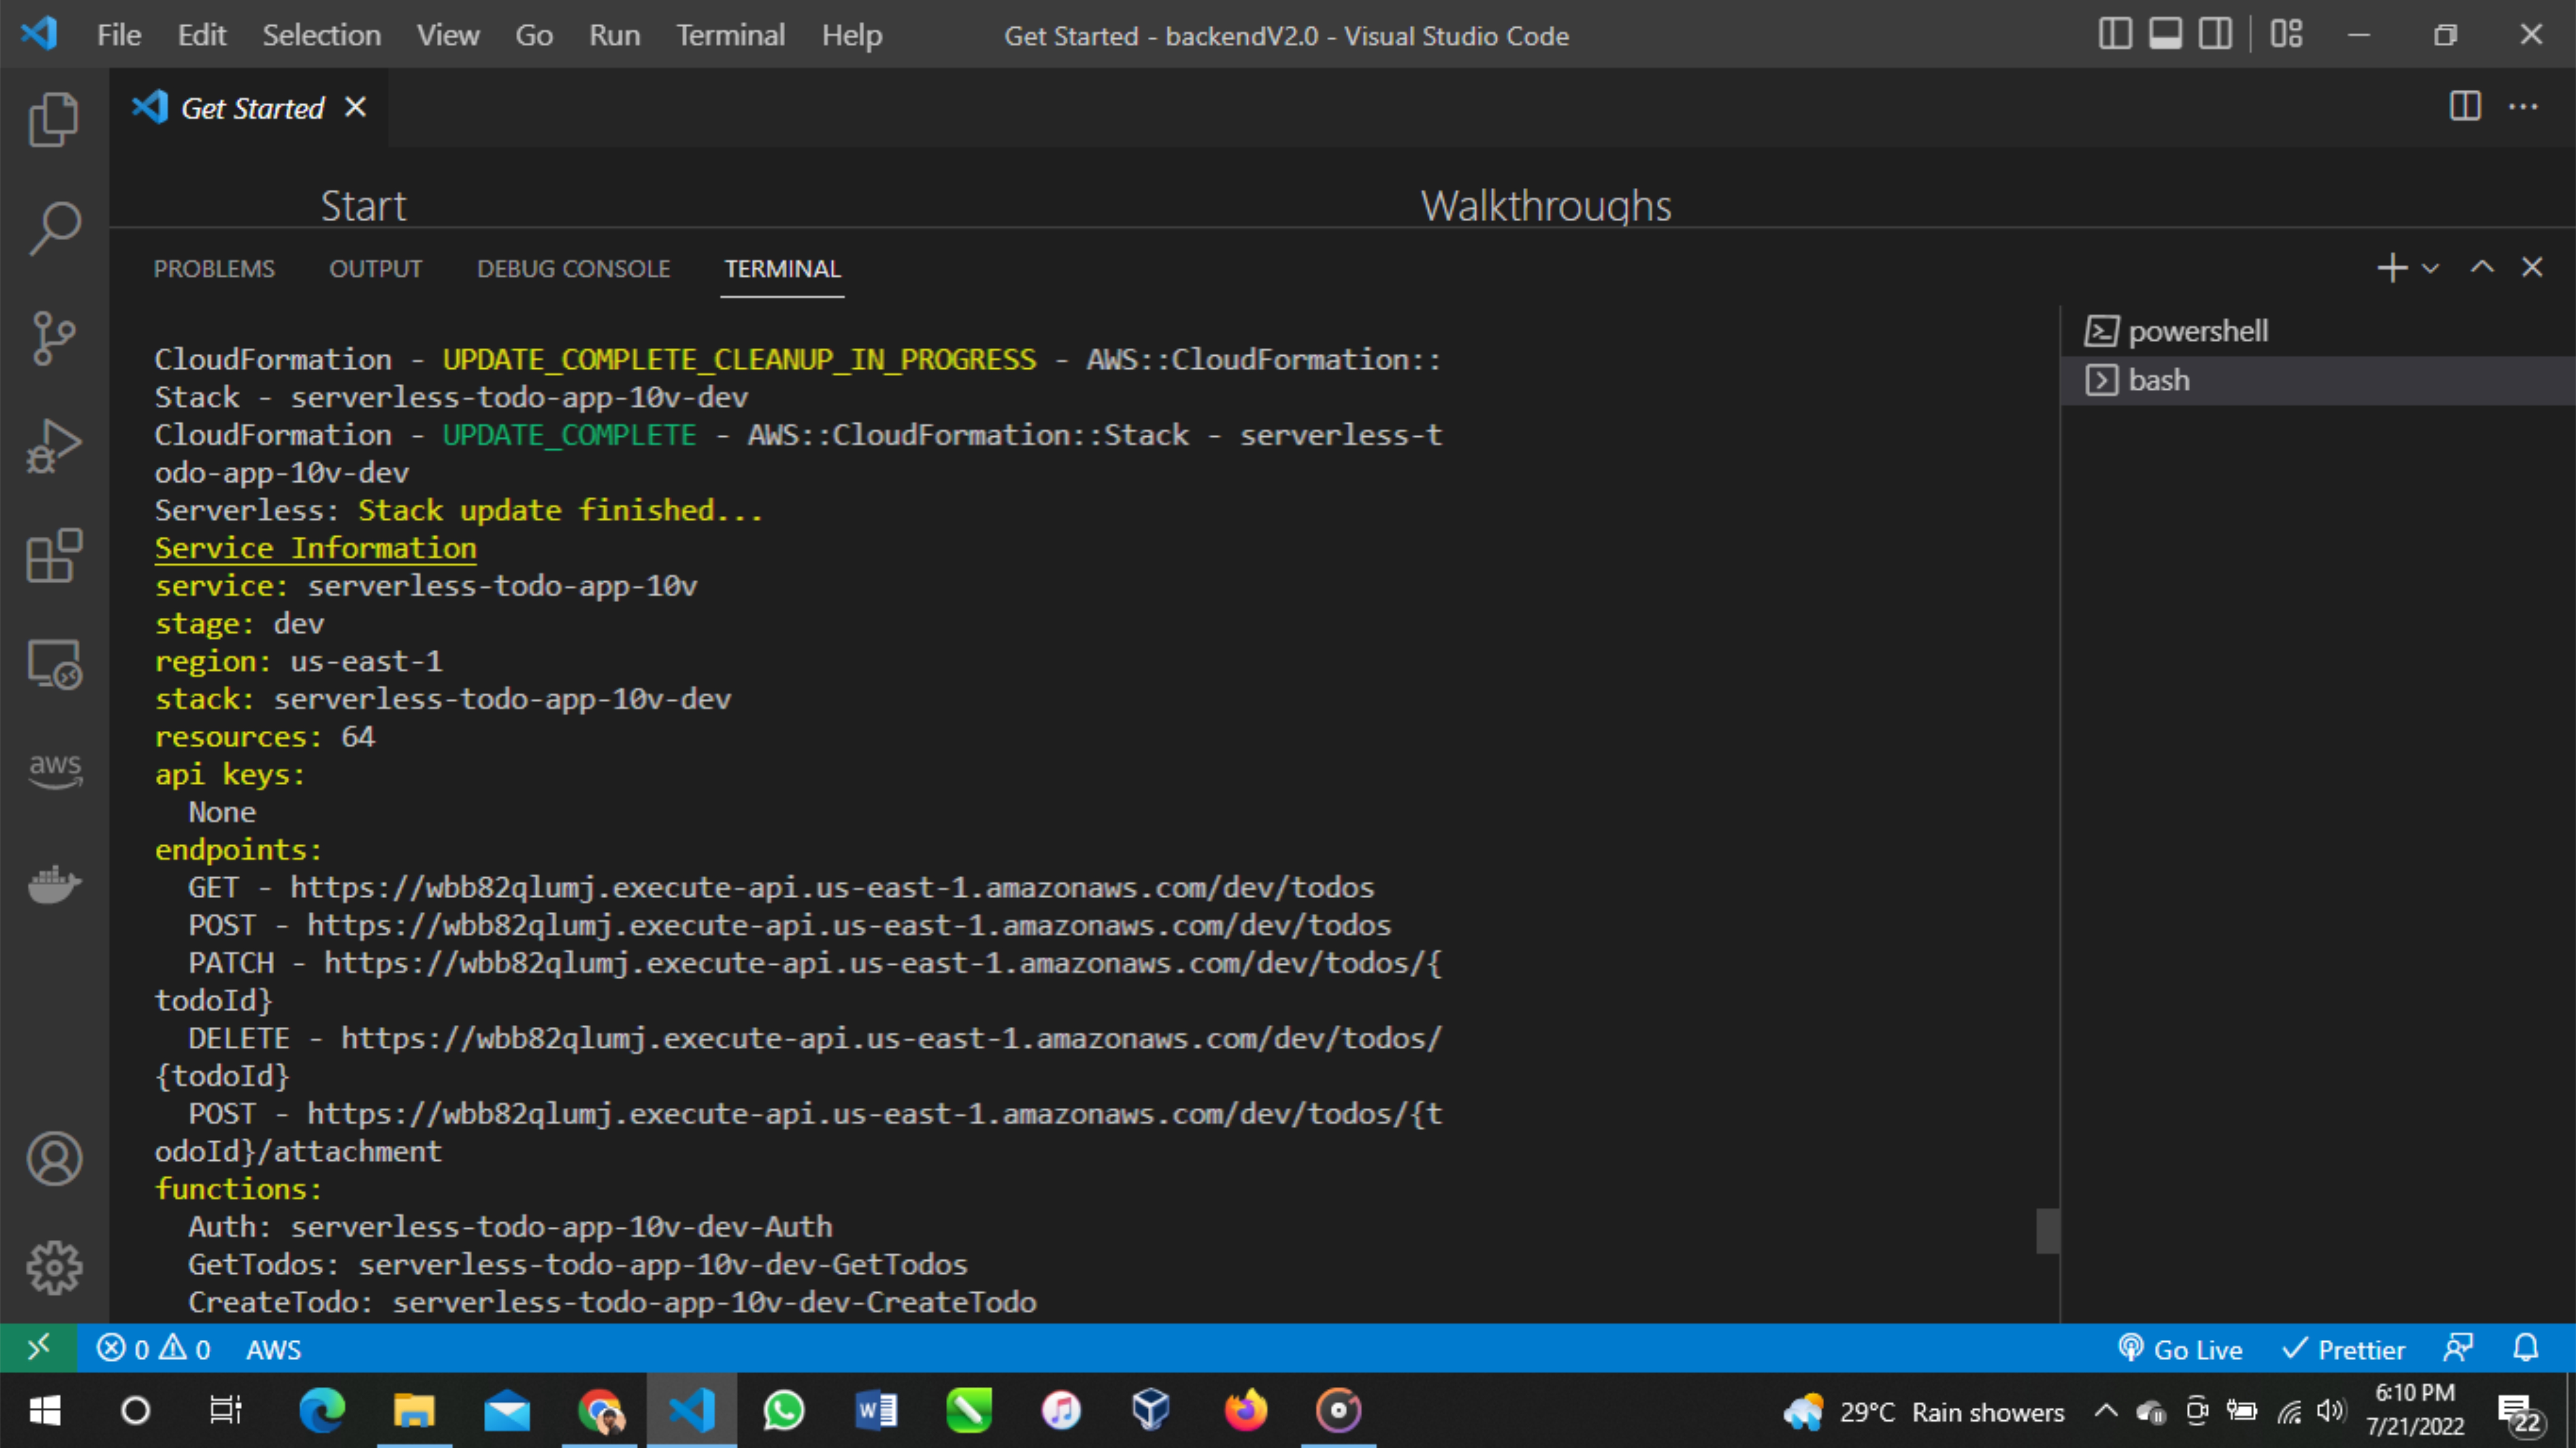 File Edit Selection View Go Run Terminal Help Get Started - backendV2.0 - Visual Studio Code
Get Started
Start Walkthroughs
PROBLEMS OUTPUT DEBUG CONSOLE TERMINAL
powershell
bash
CloudFormation - UPDATE_COMPLETE_CLEANUP_IN_PROGRESS - AWS::CloudFormation::
Stack - serverless-todo-app-10v-dev
CloudFormation - UPDATE_COMPLETE - AWS::CloudFormation::Stack - serverless-t
odo-app-10v-dev
Serverless: Stack update finished...
Service Information
service: serverless-todo-app-10v
stage: dev
region: us-east-1
stack: serverless-todo-app-10v-dev
resources: 64
api keys:
  None
endpoints:
  GET - https://wbb82qlumj.execute-api.us-east-1.amazonaws.com/dev/todos
  POST - https://wbb82qlumj.execute-api.us-east-1.amazonaws.com/dev/todos
  PATCH - https://wbb82qlumj.execute-api.us-east-1.amazonaws.com/dev/todos/{
todoId}
  DELETE - https://wbb82qlumj.execute-api.us-east-1.amazonaws.com/dev/todos/
{todoId}
  POST - https://wbb82qlumj.execute-api.us-east-1.amazonaws.com/dev/todos/{t
odoId}/attachment
functions:
  Auth: serverless-todo-app-10v-dev-Auth
  GetTodos: serverless-todo-app-10v-dev-GetTodos
  CreateTodo: serverless-todo-app-10v-dev-CreateTodo
aws
0 0 AWS Go Live Prettier
29°C Rain showers
6:10 PM
7/21/2022
22